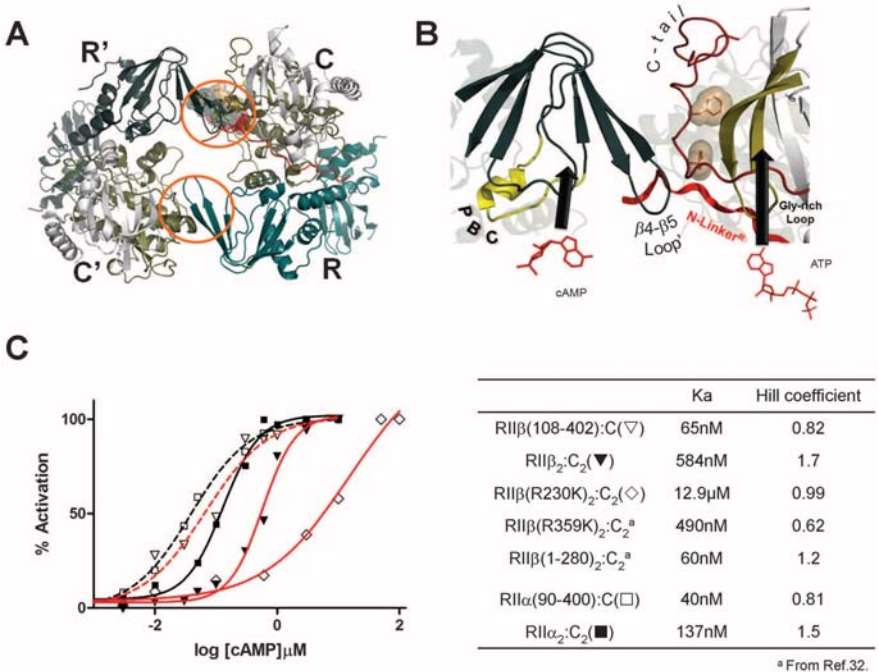 A
R'
C
C'
R
B
C-tail
PBC
β4-β5
Loop'
N-Linker
Gly-rich
Loop
cAMP
ATP
C
% Activation
100
50
0
-2
0
2
log [cAMP]µM
Ka Hill coefficient
RIIβ(108-402):C(▽) 65nM 0.82
RIIβ₂:C₂(▼) 584nM 1.7
RIIβ(R230K)₂:C₂(◇) 12.9µM 0.99
RIIβ(R359K)₂:C₂ᵃ 490nM 0.62
RIIβ(1-280)₂:C₂ᵃ 60nM 1.2
RIIα(90-400):C(□) 40nM 0.81
RIIα₂:C₂(■) 137nM 1.5
ᵃ From Ref.32.